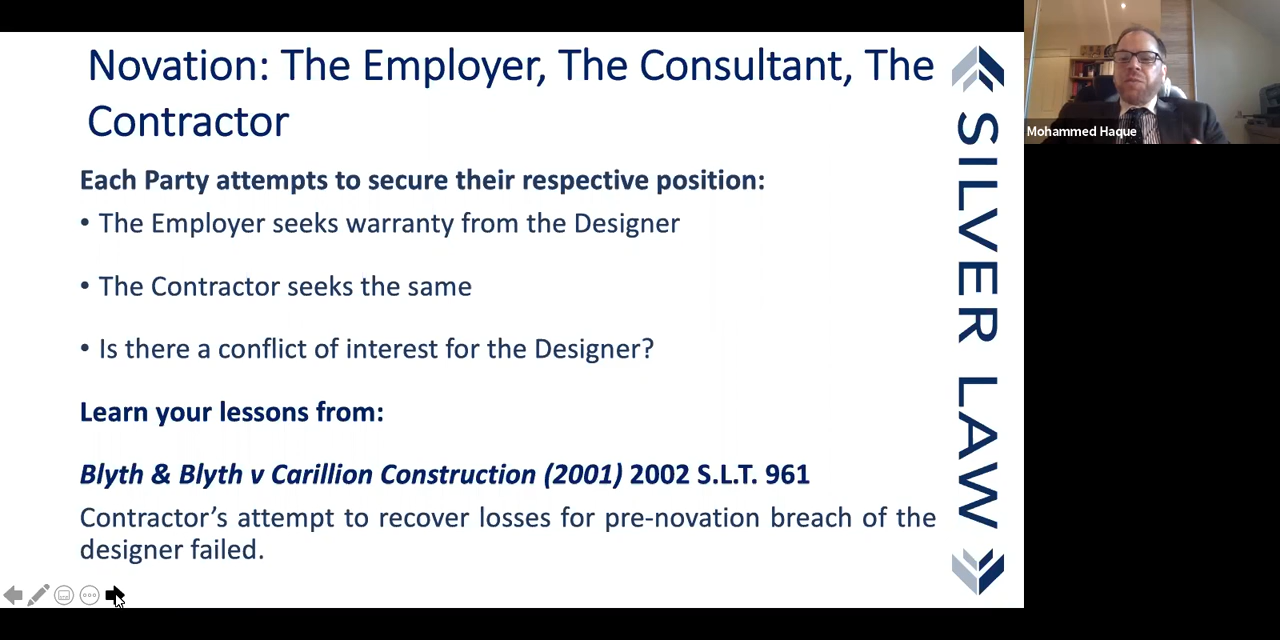 Novation: The Employer, The Consultant, The
Contractor
Each Party attempts to secure their respective position:
• The Employer seeks warranty from the Designer
• The Contractor seeks the same
• Is there a conflict of interest for the Designer?
Learn your lessons from:
Blyth & Blyth v Carillion Construction (2001) 2002 S.L.T. 961
Contractor's attempt to recover losses for pre-novation breach of the
designer failed.
SILVER LAW
Mohammed Haque